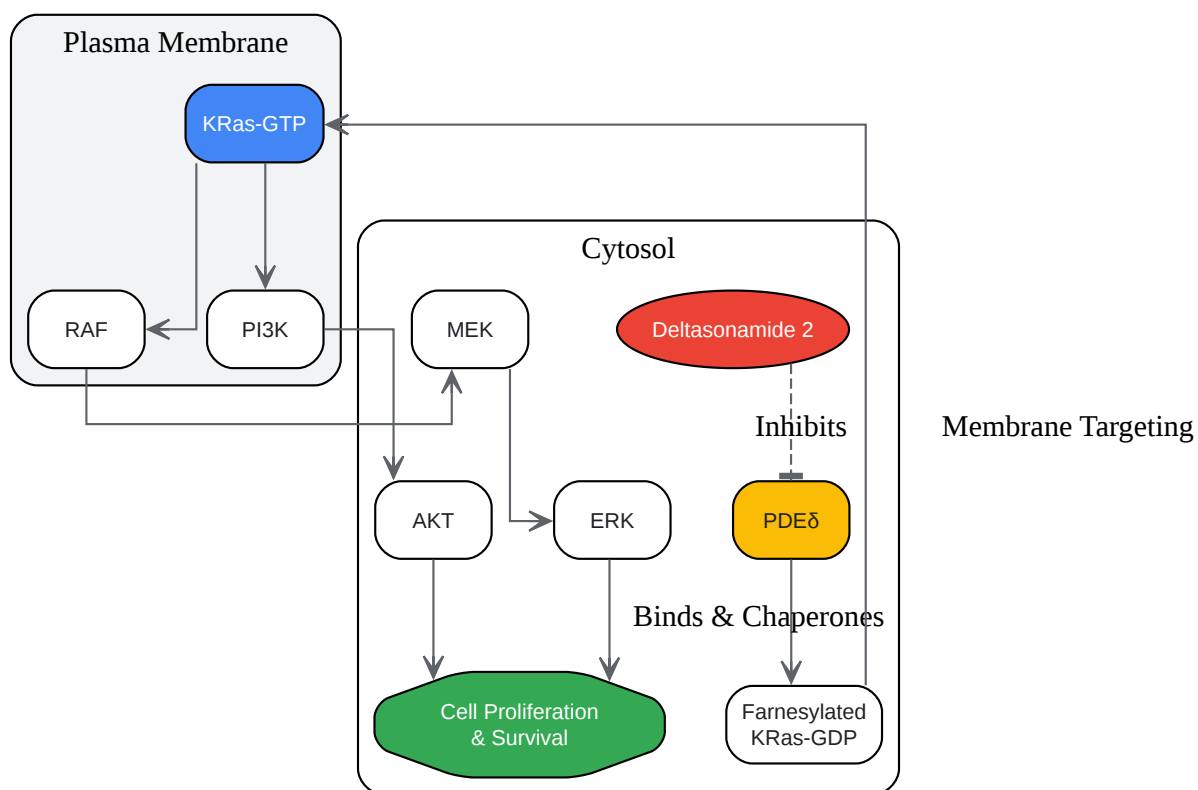 Plasma Membrane
KRas-GTP
Cytosol
RAF
PI3K
MEK
Deltasonamide 2
Inhibits
Membrane Targeting
AKT
ERK
PDEδ
Binds & Chaperones
Cell Proliferation
& Survival
Farnesylated
KRas-GDP